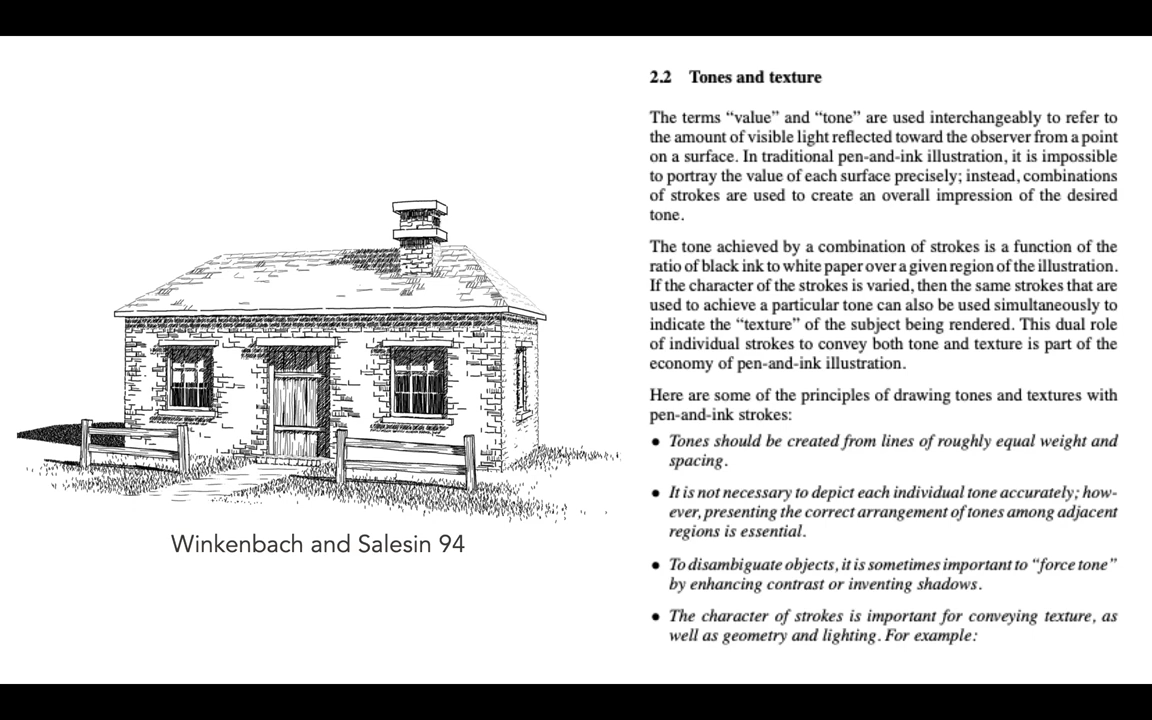 Winkenbach and Salesin 94
2.2 Tones and texture
The terms “value” and “tone” are used interchangeably to refer to
the amount of visible light reflected toward the observer from a point
on a surface. In traditional pen-and-ink illustration, it is impossible
to portray the value of each surface precisely; instead, combinations
of strokes are used to create an overall impression of the desired
tone.
The tone achieved by a combination of strokes is a function of the
ratio of black ink to white paper over a given region of the illustration.
If the character of the strokes is varied, then the same strokes that are
used to achieve a particular tone can also be used simultaneously to
indicate the “texture” of the subject being rendered. This dual role
of individual strokes to convey both tone and texture is part of the
economy of pen-and-ink illustration.
Here are some of the principles of drawing tones and textures with
pen-and-ink strokes:
• Tones should be created from lines of roughly equal weight and
spacing.
• It is not necessary to depict each individual tone accurately; how-
ever, presenting the correct arrangement of tones among adjacent
regions is essential.
• To disambiguate objects, it is sometimes important to “force tone”
by enhancing contrast or inventing shadows.
• The character of strokes is important for conveying texture, as
well as geometry and lighting. For example: